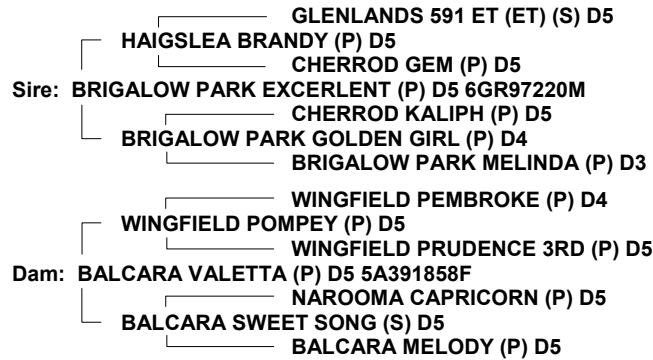 GLENLANDS 591 ET (ET) (S) D5
HAIGSLEA BRANDY (P) D5
CHERROD GEM (P) D5
Sire: BRIGALOW PARK EXCERLENT (P) D5 6GR97220M
CHERROD KALIPH (P) D5
BRIGALOW PARK GOLDEN GIRL (P) D4
BRIGALOW PARK MELINDA (P) D3
WINGFIELD PEMBROKE (P) D4
WINGFIELD POMPEY (P) D5
WINGFIELD PRUDENCE 3RD (P) D5
Dam: BALCARA VALETTA (P) D5 5A391858F
NAROOMA CAPRICORN (P) D5
BALCARA SWEET SONG (S) D5
BALCARA MELODY (P) D5